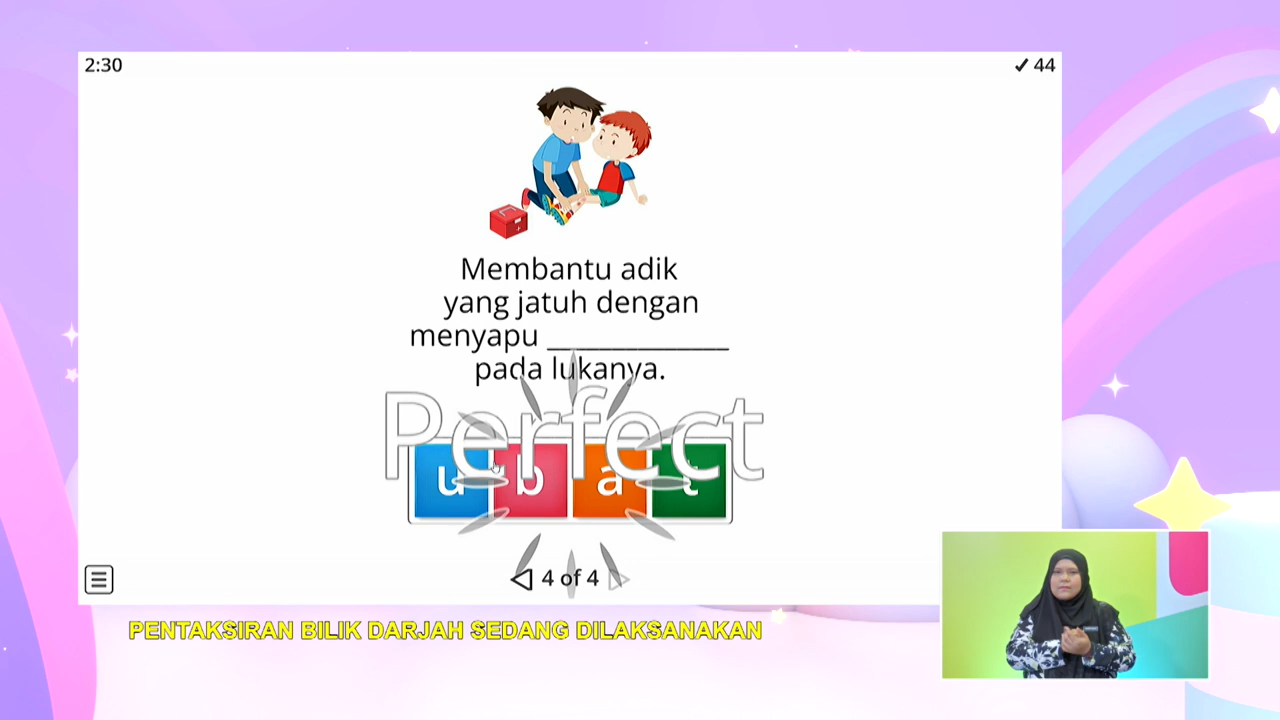 2:30
✓ 44
Membantu adik
yang jatuh dengan
menyapu ______________
pada lukanya.
Perfect
u b a t
4 of 4
PENTAKSIRAN BILIK DARJAH SEDANG DILAKSANAKAN